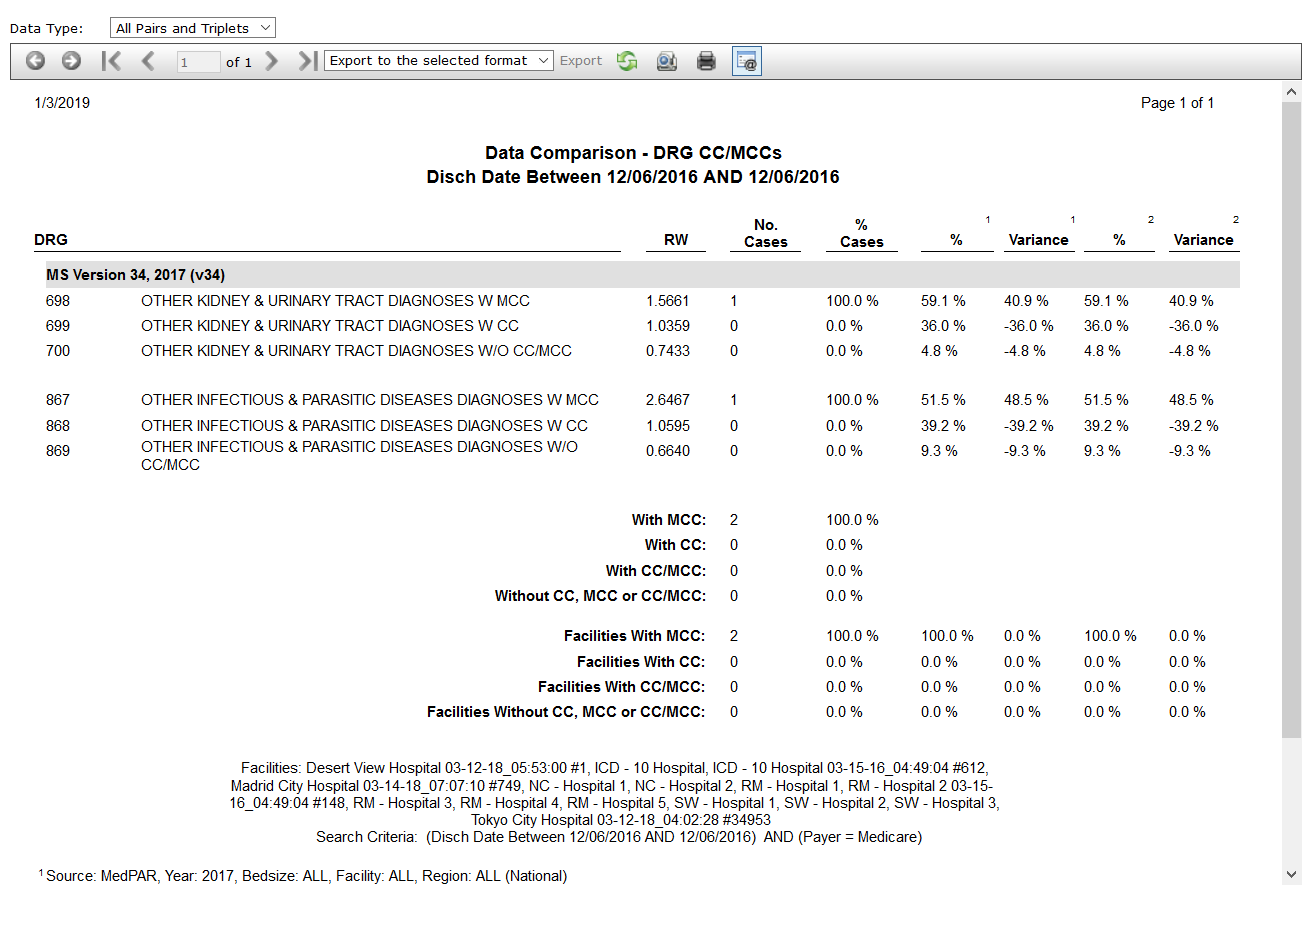 Data Type: All Pairs and Triplets
1 of 1 Export to the selected format Export
1/3/2019 Page 1 of 1
Data Comparison - DRG CC/MCCs
Disch Date Between 12/06/2016 AND 12/06/2016
DRG RW No. Cases % Cases % 1 Variance 1 % 2 Variance 2
MS Version 34, 2017 (v34)
698 OTHER KIDNEY & URINARY TRACT DIAGNOSES W MCC 1.5661 1 100.0 % 59.1 % 40.9 % 59.1 % 40.9 %
699 OTHER KIDNEY & URINARY TRACT DIAGNOSES W CC 1.0359 0 0.0 % 36.0 % -36.0 % 36.0 % -36.0 %
700 OTHER KIDNEY & URINARY TRACT DIAGNOSES W/O CC/MCC 0.7433 0 0.0 % 4.8 % -4.8 % 4.8 % -4.8 %
867 OTHER INFECTIOUS & PARASITIC DISEASES DIAGNOSES W MCC 2.6467 1 100.0 % 51.5 % 48.5 % 51.5 % 48.5 %
868 OTHER INFECTIOUS & PARASITIC DISEASES DIAGNOSES W CC 1.0595 0 0.0 % 39.2 % -39.2 % 39.2 % -39.2 %
869 OTHER INFECTIOUS & PARASITIC DISEASES DIAGNOSES W/O CC/MCC 0.6640 0 0.0 % 9.3 % -9.3 % 9.3 % -9.3 %
With MCC: 2 100.0 %
With CC: 0 0.0 %
With CC/MCC: 0 0.0 %
Without CC, MCC or CC/MCC: 0 0.0 %
Facilities With MCC: 2 100.0 % 100.0 % 0.0 % 100.0 % 0.0 %
Facilities With CC: 0 0.0 % 0.0 % 0.0 % 0.0 % 0.0 %
Facilities With CC/MCC: 0 0.0 % 0.0 % 0.0 % 0.0 % 0.0 %
Facilities Without CC, MCC or CC/MCC: 0 0.0 % 0.0 % 0.0 % 0.0 % 0.0 %
Facilities: Desert View Hospital 03-12-18_05:53:00 #1, ICD - 10 Hospital, ICD - 10 Hospital 03-15-16_04:49:04 #612,
Madrid City Hospital 03-14-18_07:07:10 #749, NC - Hospital 1, NC - Hospital 2, RM - Hospital 1, RM - Hospital 2 03-15-
16_04:49:04 #148, RM - Hospital 3, RM - Hospital 4, RM - Hospital 5, SW - Hospital 1, SW - Hospital 2, SW - Hospital 3,
Tokyo City Hospital 03-12-18_04:02:28 #34953
Search Criteria: (Disch Date Between 12/06/2016 AND 12/06/2016) AND (Payer = Medicare)
1 Source: MedPAR, Year: 2017, Bedsize: ALL, Facility: ALL, Region: ALL (National)